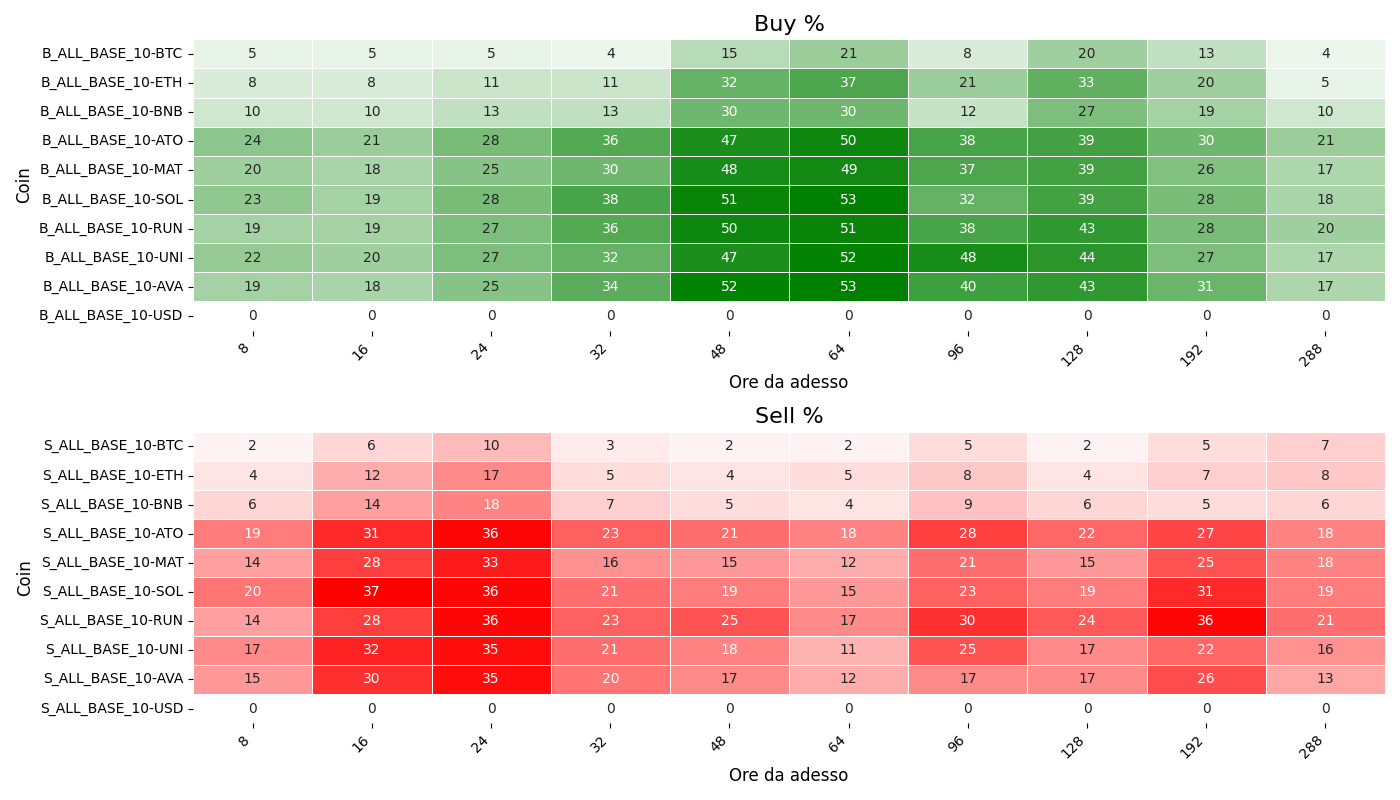 Buy %
Coin
B_ALL_BASE_10-BTC 5 5 5 4 15 21 8 20 13 4
B_ALL_BASE_10-ETH 8 8 11 11 32 37 21 33 20 5
B_ALL_BASE_10-BNB 10 10 13 13 30 30 12 27 19 10
B_ALL_BASE_10-ATO 24 21 28 36 47 50 38 39 30 21
B_ALL_BASE_10-MAT 20 18 25 30 48 49 37 39 26 17
B_ALL_BASE_10-SOL 23 19 28 38 51 53 32 39 28 18
B_ALL_BASE_10-RUN 19 19 27 36 50 51 38 43 28 20
B_ALL_BASE_10-UNI 22 20 27 32 47 52 48 44 27 17
B_ALL_BASE_10-AVA 19 18 25 34 52 53 40 43 31 17
B_ALL_BASE_10-USD 0 0 0 0 0 0 0 0 0 0
8 16 24 32 48 64 96 128 192 288
Ore da adesso
Sell %
Coin
S_ALL_BASE_10-BTC 2 6 10 3 2 2 5 2 5 7
S_ALL_BASE_10-ETH 4 12 17 5 4 5 8 4 7 8
S_ALL_BASE_10-BNB 6 14 18 7 5 4 9 6 5 6
S_ALL_BASE_10-ATO 19 31 36 23 21 18 28 22 27 18
S_ALL_BASE_10-MAT 14 28 33 16 15 12 21 15 25 18
S_ALL_BASE_10-SOL 20 37 36 21 19 15 23 19 31 19
S_ALL_BASE_10-RUN 14 28 36 23 25 17 30 24 36 21
S_ALL_BASE_10-UNI 17 32 35 21 18 11 25 17 22 16
S_ALL_BASE_10-AVA 15 30 35 20 17 12 17 17 26 13
S_ALL_BASE_10-USD 0 0 0 0 0 0 0 0 0 0
8 16 24 32 48 64 96 128 192 288
Ore da adesso